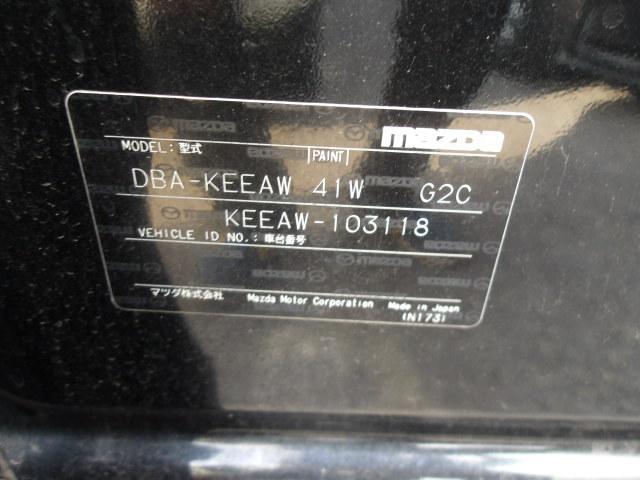 mazda
MODEL: 型式 PAINT
DBA-KEEAW 41W G2C
KEEAW-103118
VEHICLE ID NO.: 車台番号
マツダ株式会社 Mazda Motor Corporation Made in Japan
(N173)